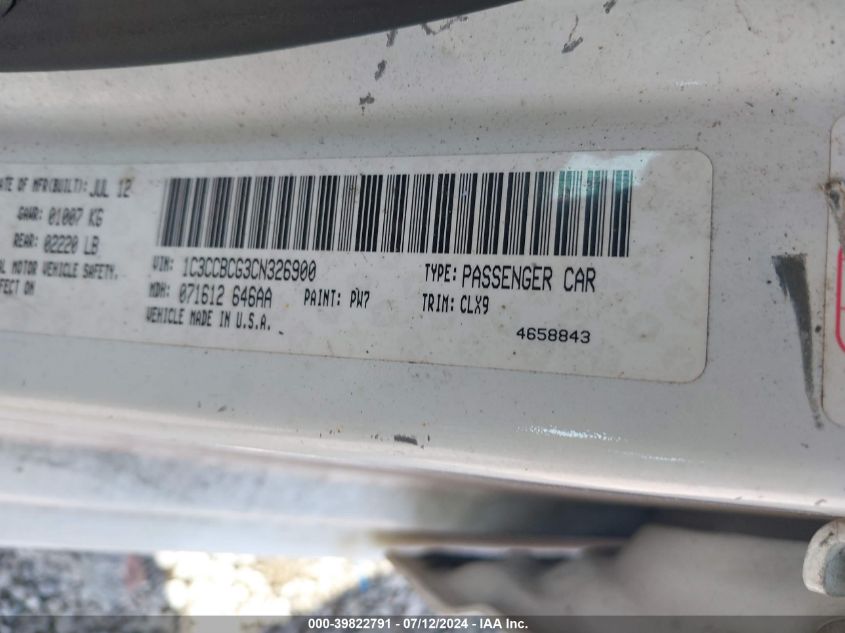 ATE OF MFR(BUILT): JUL 12
GAWR: 01007 KG
REAR: 02220 LB
L MOTOR VEHICLE SAFETY.
FECT ON
VIN: 1C3CCBCG3CN326900
TYPE: PASSENGER CAR
MDH: 071612 646AA
PAINT: PW7
TRIM: CLX9
VEHICLE MADE IN U.S.A.
4658843
000-39822791 - 07/12/2024 - IAA Inc.